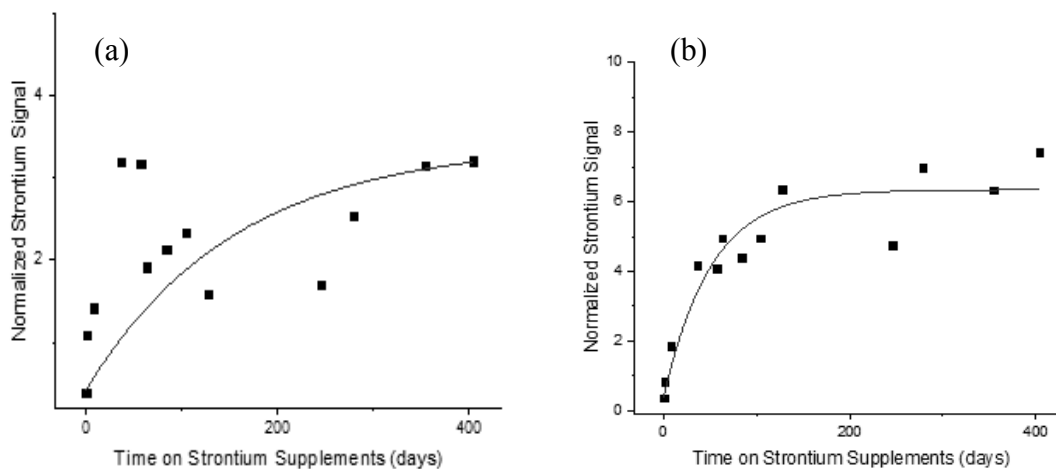 (a)
Normalized Strontium Signal
4
2
0
200
400
Time on Strontium Supplements (days)
(b)
Normalized Strontium Signal
10
8
6
4
2
0
0
200
400
Time on Strontium Supplements (days)